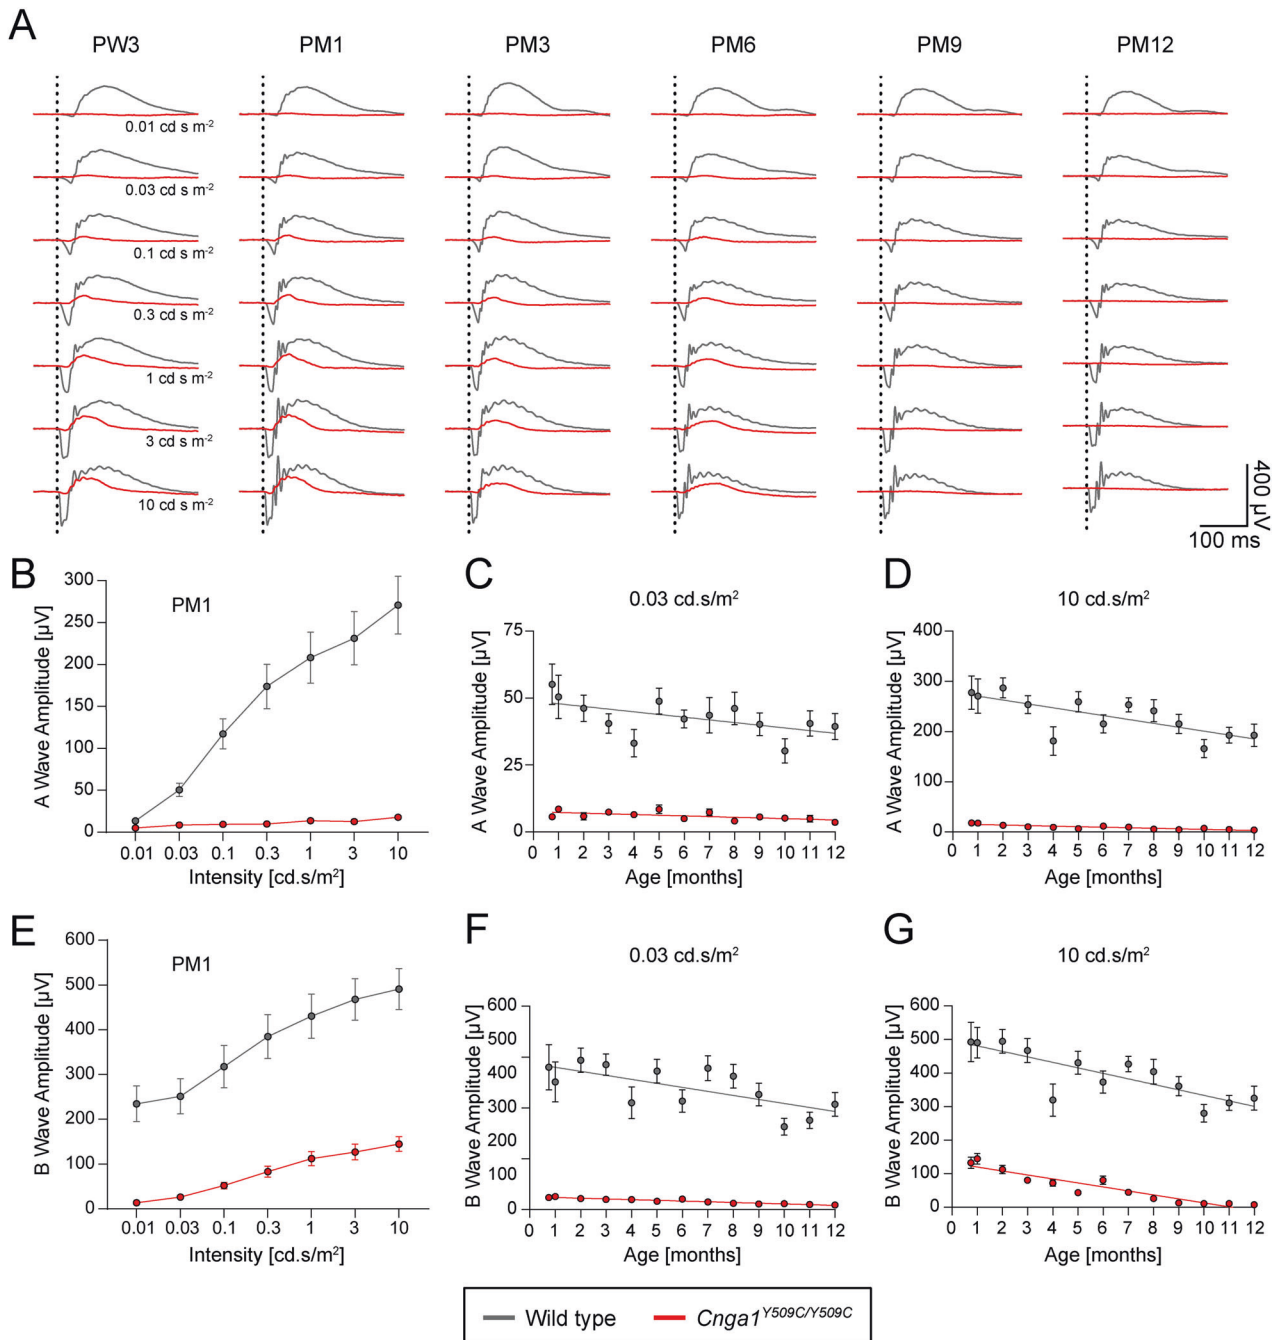 A
PW3 PM1 PM3 PM6 PM9 PM12
0.01 cd s m-2
0.03 cd s m-2
0.1 cd s m-2
0.3 cd s m-2
1 cd s m-2
3 cd s m-2
10 cd s m-2
400 µV
100 ms
B
PM1
A Wave Amplitude [µV]
300
250
200
150
100
50
0
0.01 0.03 0.1 0.3 1 3 10
Intensity [cd.s/m2]
C
0.03 cd.s/m2
A Wave Amplitude [µV]
75
50
25
0
0 1 2 3 4 5 6 7 8 9 10 11 12
Age [months]
D
10 cd.s/m2
A Wave Amplitude [µV]
400
300
200
100
0
0 1 2 3 4 5 6 7 8 9 10 11 12
Age [months]
E
PM1
B Wave Amplitude [µV]
600
500
400
300
200
100
0
0.01 0.03 0.1 0.3 1 3 10
Intensity [cd.s/m2]
F
0.03 cd.s/m2
B Wave Amplitude [µV]
600
500
400
300
200
100
0
0 1 2 3 4 5 6 7 8 9 10 11 12
Age [months]
G
10 cd.s/m2
B Wave Amplitude [µV]
600
500
400
300
200
100
0
0 1 2 3 4 5 6 7 8 9 10 11 12
Age [months]
Wild type Cnga1Y509C/Y509C